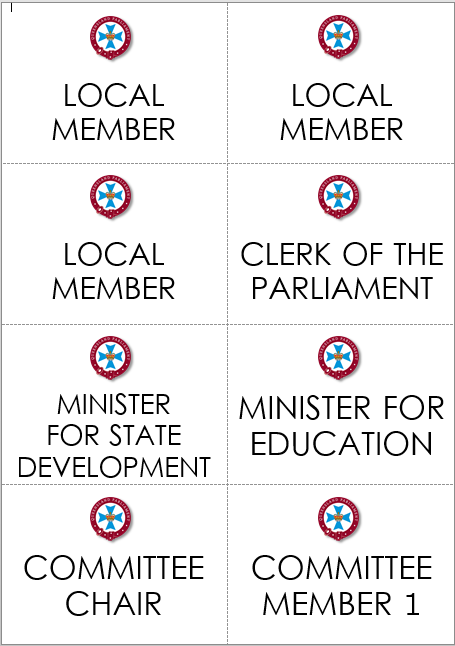 LOCAL
MEMBER
LOCAL
MEMBER
LOCAL
MEMBER
CLERK OF THE
PARLIAMENT
MINISTER
FOR STATE
DEVELOPMENT
MINISTER FOR
EDUCATION
COMMITTEE
CHAIR
COMMITTEE
MEMBER 1